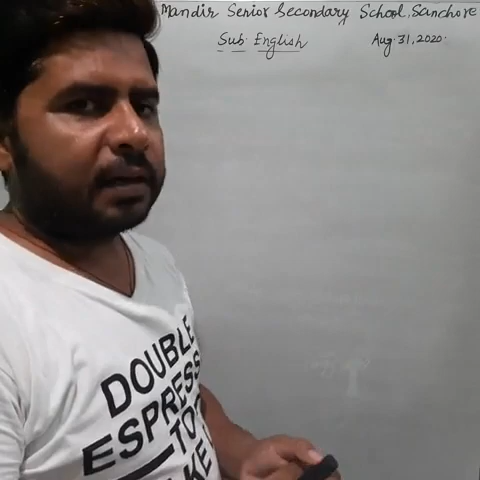 Mandir Senior Secondary School, Sanchore
Sub: English Aug. 31, 2020.
DOUBLE
ESPRESS
TO
KE